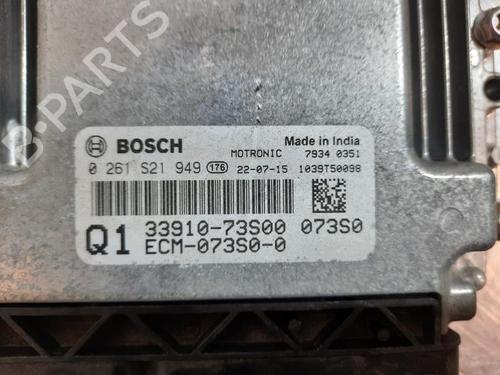 B-PARTS
BOSCH
Made in India
MOTRONIC 7934 0351
0 261 S21 949 176 22-07-15 1039T50098
Q1 33910-73S00 073S0
ECM-073S0-0